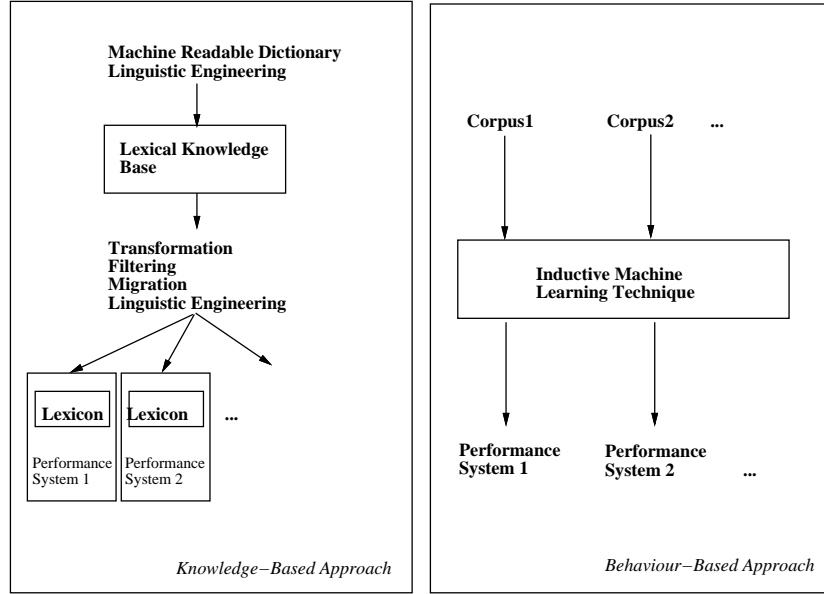 Machine Readable Dictionary
Linguistic Engineering
Lexical Knowledge
Base
Transformation
Filtering
Migration
Linguistic Engineering
Lexicon
Lexicon
...
Performance
System 1
Performance
System 2
Knowledge−Based Approach
Corpus1
Corpus2
...
Inductive Machine
Learning Technique
Performance
System 1
Performance
System 2
...
Behaviour−Based Approach